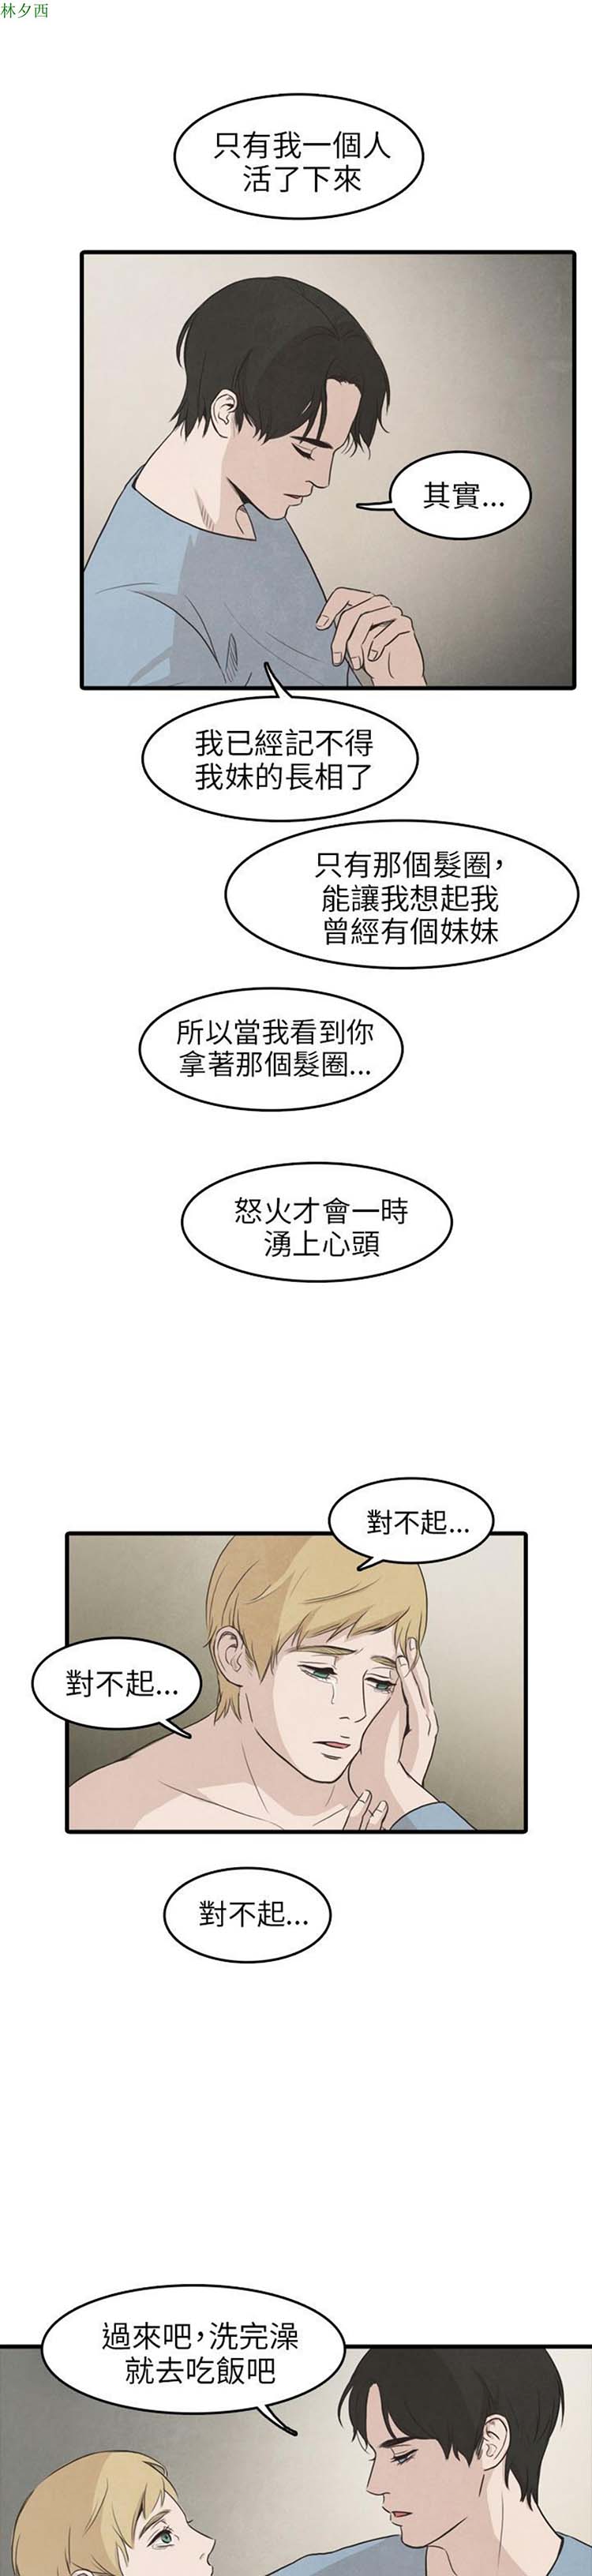 林夕西
只有我一個人
活了下來
其實...
我已經記不得
我妹的長相了
只有那個髮圈，
能讓我想起我
曾經有個妹妹
所以當我看到你
拿著那個髮圈...
怒火才會一時
湧上心頭
對不起...
對不起...
對不起...
過來吧，洗完澡
就去吃飯吧